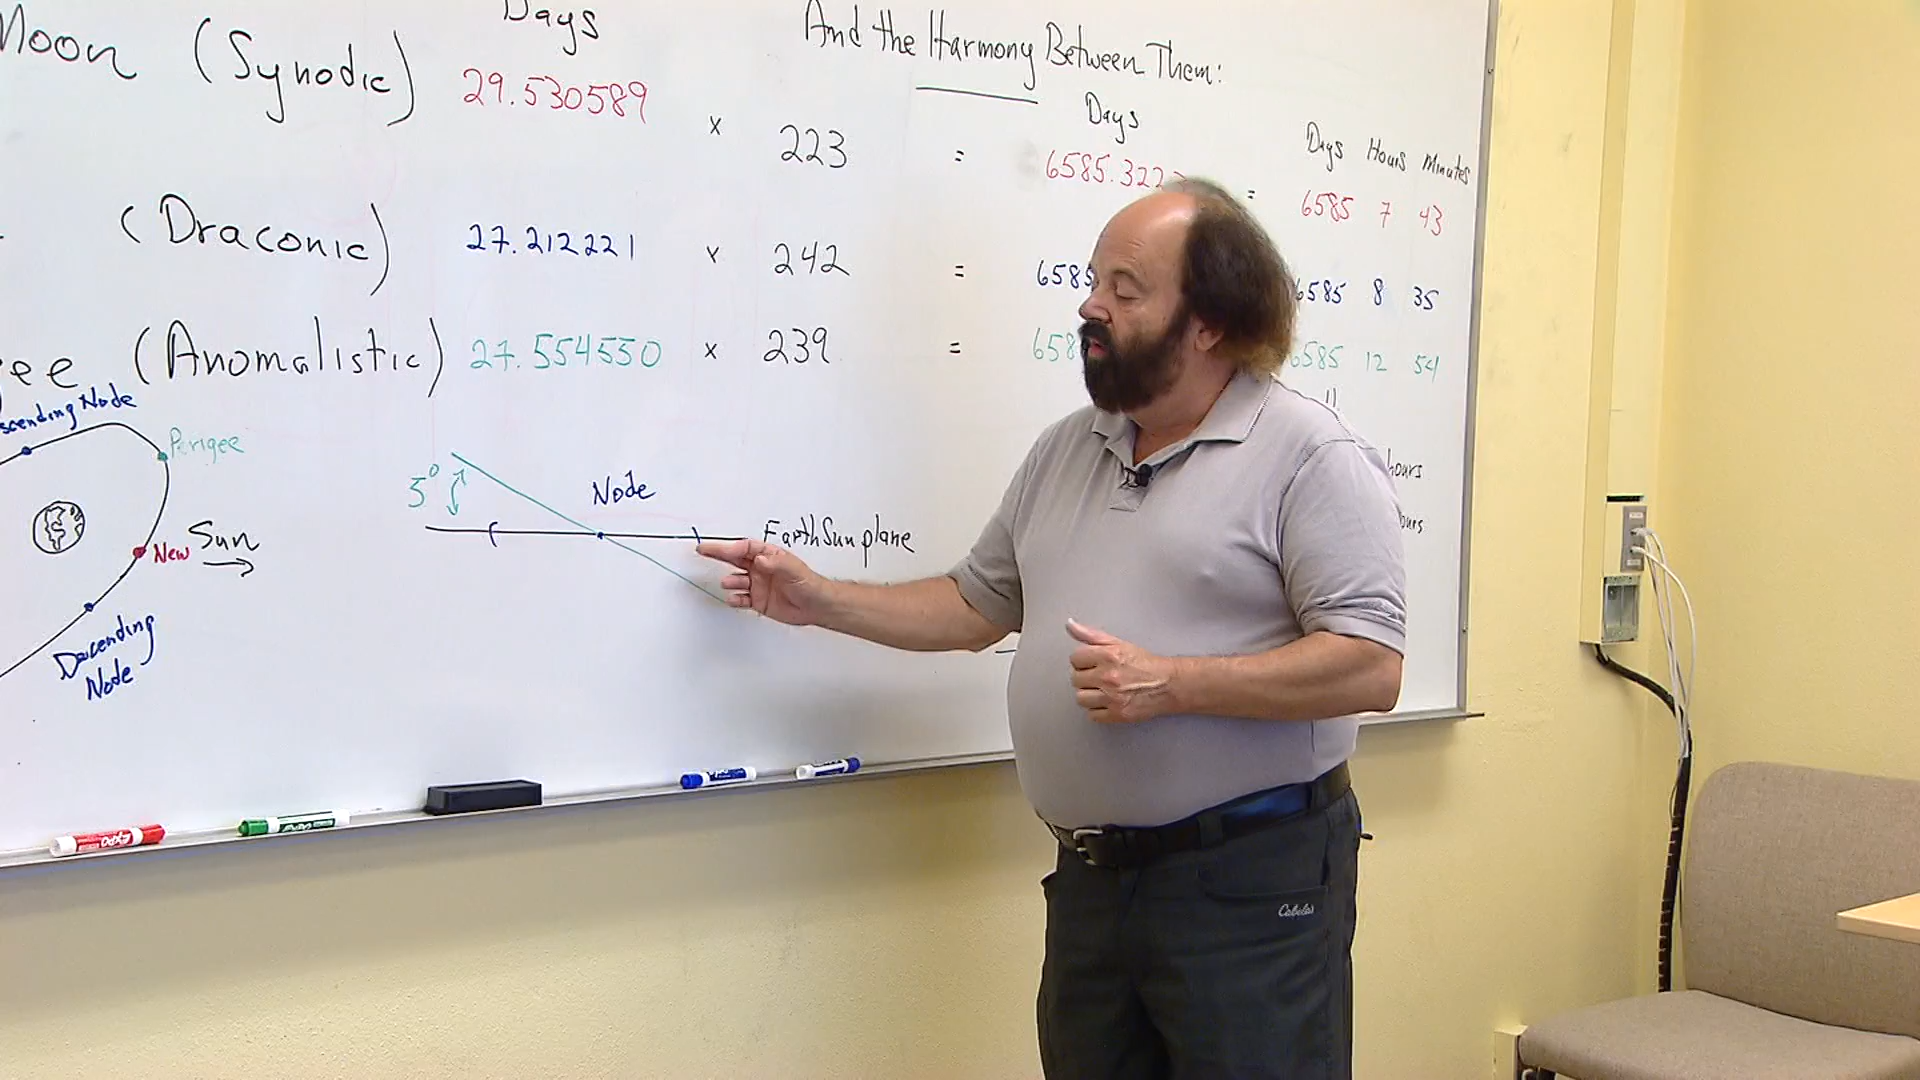 Days
And the Harmony Between Them:
Moon (Synodic) 29.530589 × 223 = 6585.322 = 6585 7 43
Days
Days Hours Minutes
(Draconic) 27.212221 × 242 = 6585 6585 8 35
(Anomalistic) 27.554550 × 239 = 658 6585 12 54
Node
Perigee
5° Node
hours
Earth Sun plane
New Sun
Descending
Node
EXPO
Cabelas